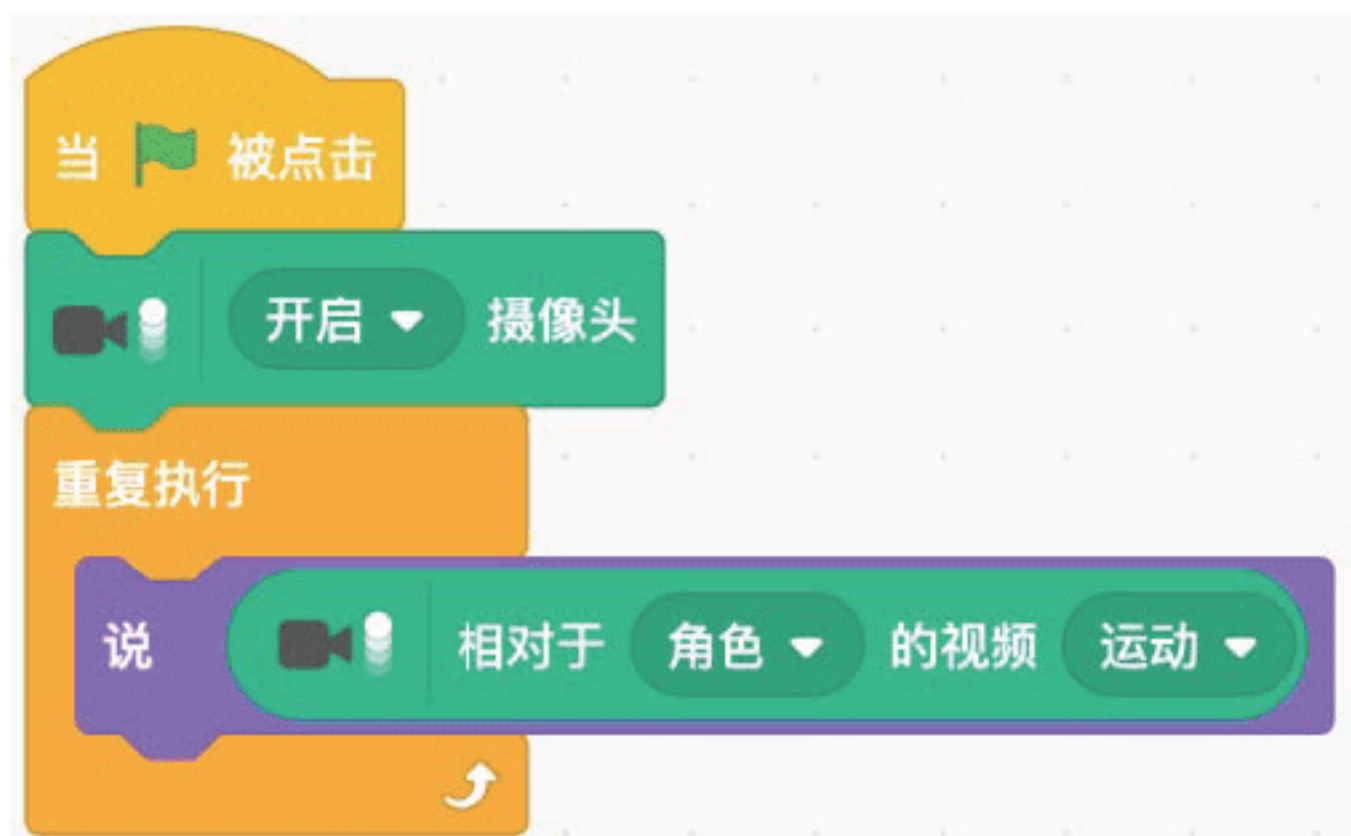 当 被点击
开启 摄像头
重复执行
说 相对于 角色 的视频 运动